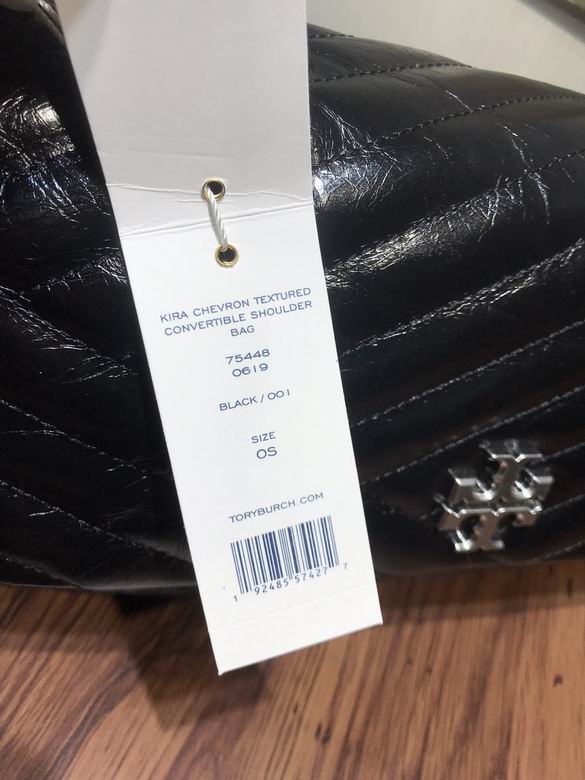 KIRA CHEVRON TEXTURED
CONVERTIBLE SHOULDER
BAG
75448
0619
BLACK / 001
SIZE
OS
TORYBURCH.COM
1 92485 57427 7